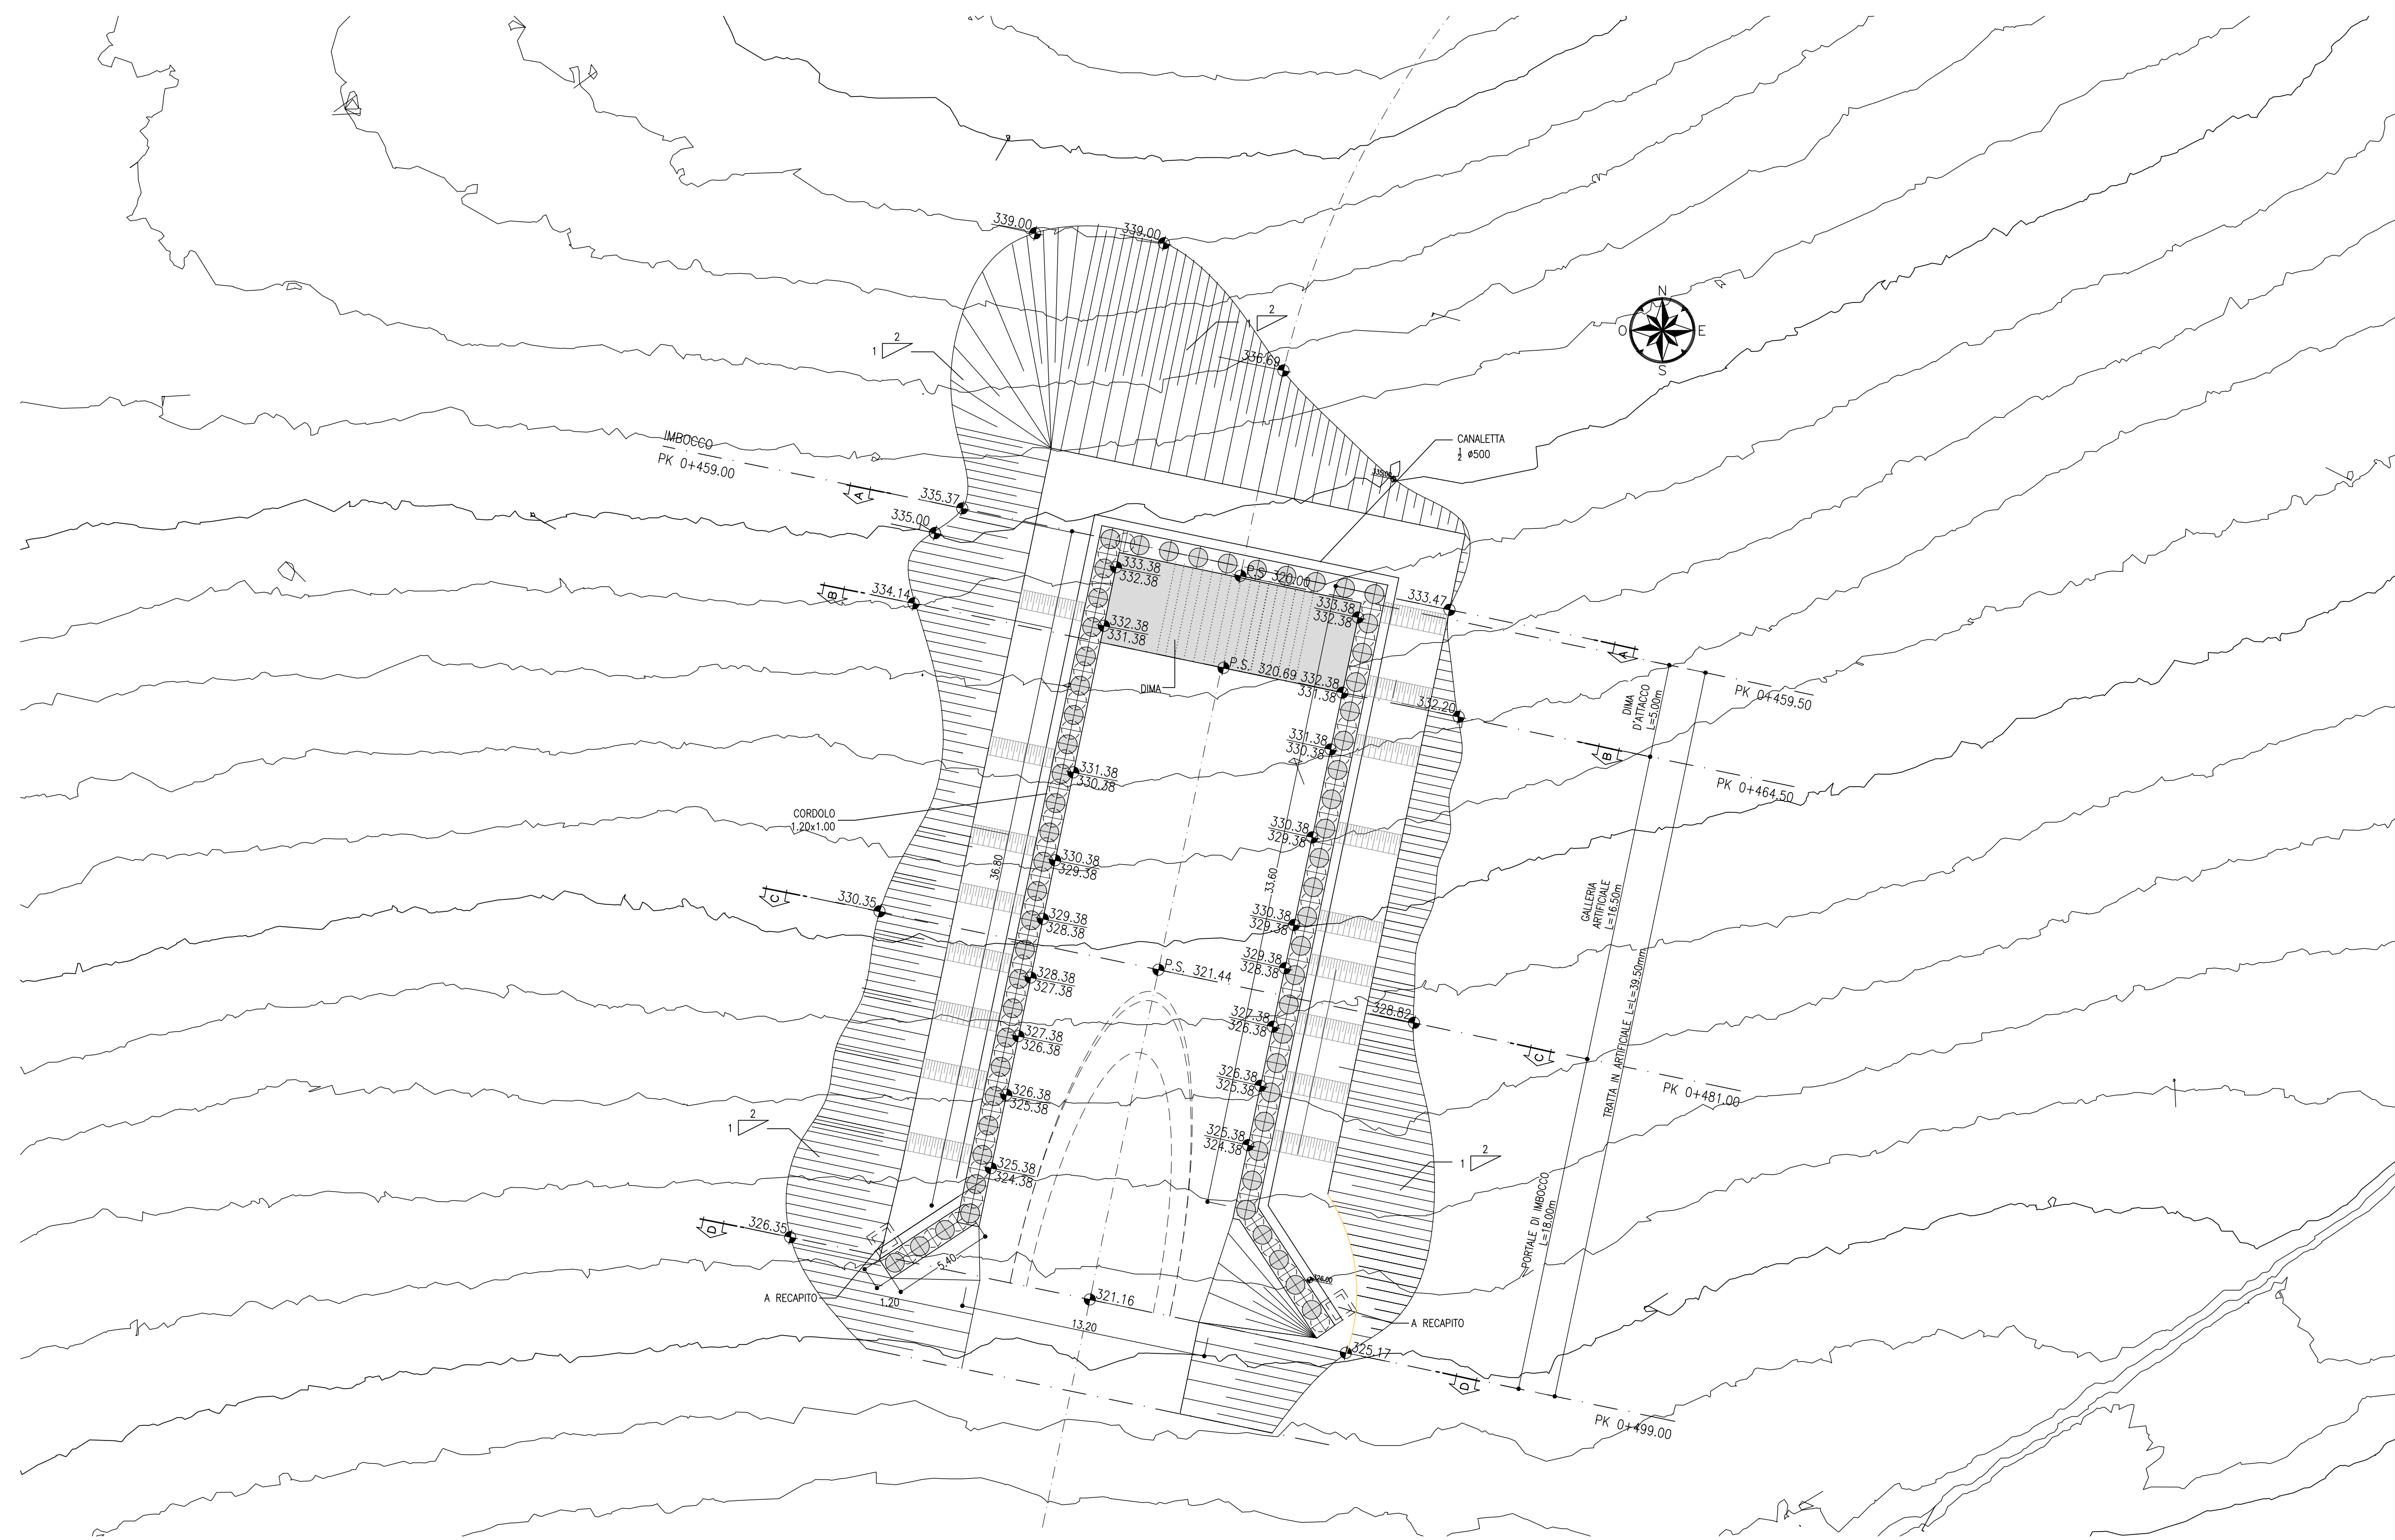 339.00
339.00
N
O
E
S
2
1
2
1
336.69
IMBOCCO
PK 0+459.00
CANALETTA
½ ø500
335.00
A
335.37
335.00
333.38
332.38
P.S. 320.00
B
334.14
333.38
332.38
333.47
332.38
331.38
A
P.S. 320.69
332.38
331.38
DIMA
332.20
DIMA
D'ATTACCO
L=5.00m
PK 0+459.50
331.38
330.38
B
PK 0+464.50
331.38
330.38
CORDOLO
1.20x1.00
330.38
329.38
36.80
33.60
330.38
329.38
C
330.35
329.38
328.38
330.38
329.38
GALLERIA
ARTIFICIALE
L=16.50m
328.38
327.38
P.S. 321.44
329.38
328.38
TRATTA IN ARTIFICIALE L=L=39.50mm
327.38
326.38
327.38
326.38
328.82
C
PK 0+481.00
326.38
325.38
326.38
325.38
2
1
325.38
324.38
325.38
324.38
2
1
PORTALE DI IMBOCCO
L=18.00m
D
326.35
5.40
1.20
A RECAPITO
321.16
13.20
326.00
A RECAPITO
325.17
D
PK 0+499.00